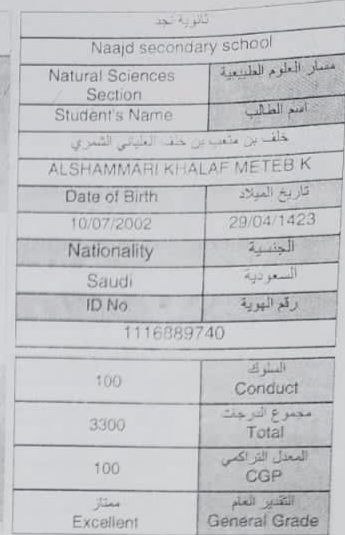 ثانوية نجد
Naajd secondary school
Natural Sciences Section
مسار العلوم الطبيعية
Student's Name
اسم الطالب
خلف بن متعب بن خلف العلياني الشمري
ALSHAMMARI KHALAF METEB K
Date of Birth
تاريخ الميلاد
10/07/2002
29/04/1423
Nationality
الجنسية
Saudi
السعودية
ID No.
رقم الهوية
1116889740
100
السلوك
Conduct
3300
مجموع الدرجات
Total
100
المعدل التراكمي
CGP
ممتاز
Excellent
التقدير العام
General Grade